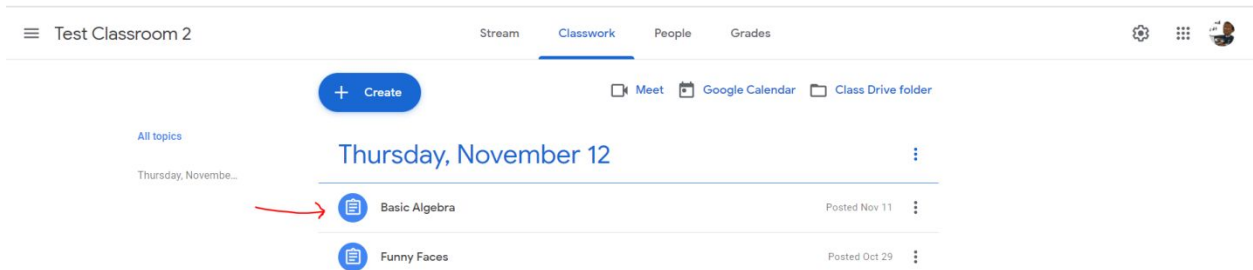 Test Classroom 2 Stream Classwork People Grades
Create Meet Google Calendar Class Drive folder
All topics
Thursday, November 12
Thursday, Novembe...
Basic Algebra Posted Nov 11
Funny Faces Posted Oct 29